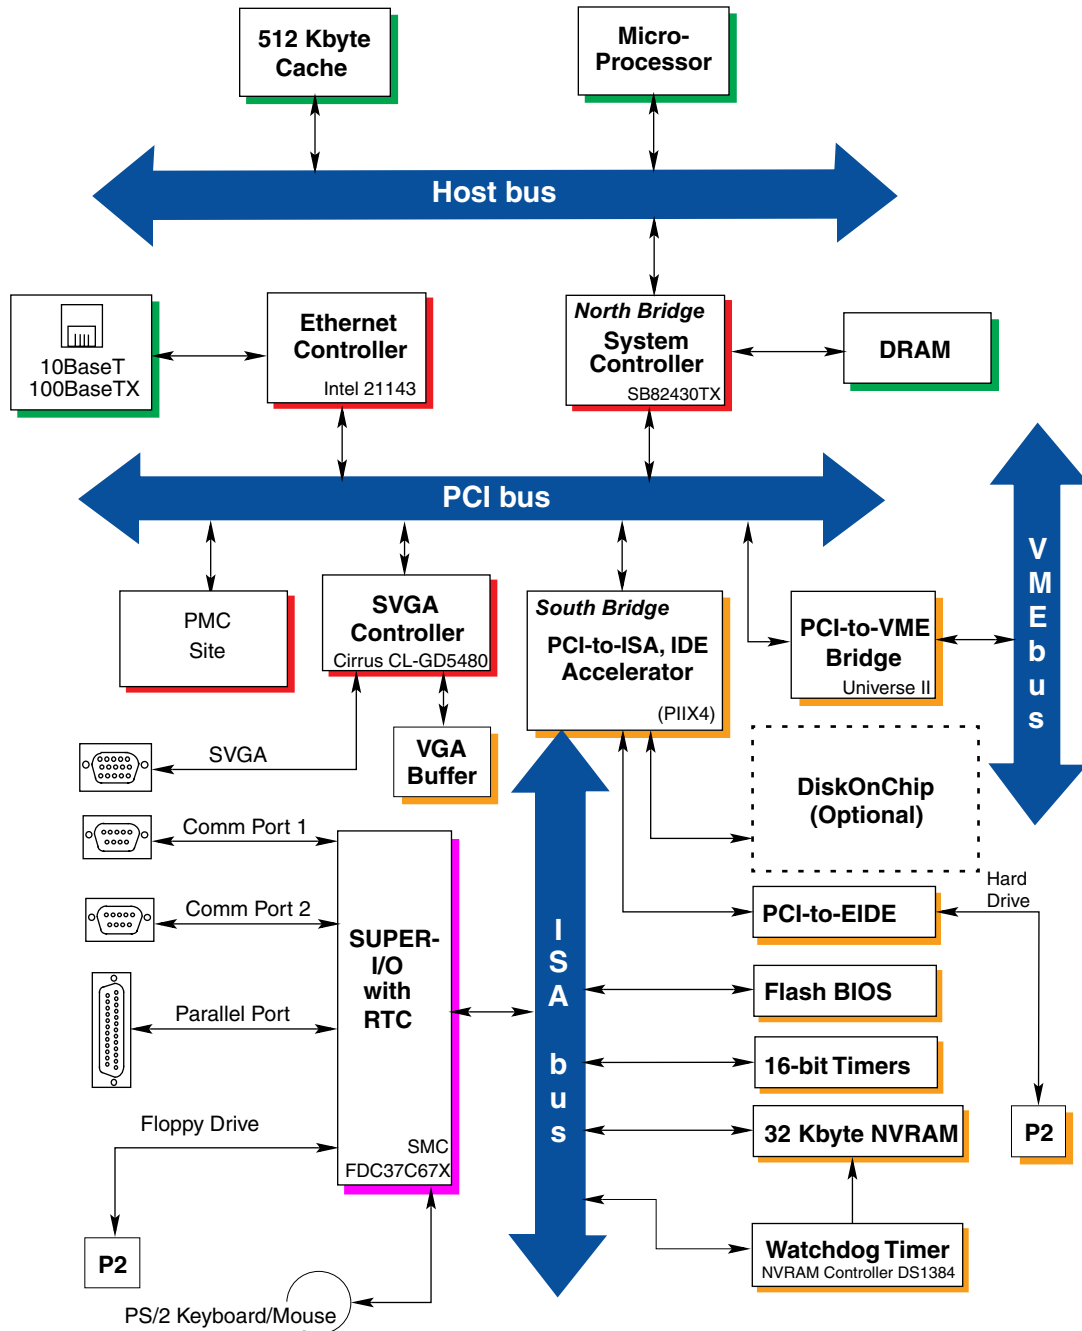 512 Kbyte
Cache
Micro-
Processor
Host bus
10BaseT
100BaseTX
Ethernet
Controller
Intel 21143
North Bridge
System
Controller
SB82430TX
DRAM
PCI bus
PMC
Site
SVGA
Controller
Cirrus CL-GD5480
South Bridge
PCI-to-ISA, IDE
Accelerator
(PIIX4)
PCI-to-VME
Bridge
Universe II
VMEbus
SVGA
VGA
Buffer
DiskOnChip
(Optional)
Comm Port 1
Comm Port 2
Parallel Port
Floppy Drive
SUPER-
I/O
with
RTC
SMC
FDC37C67X
ISA bus
PCI-to-EIDE
Hard
Drive
Flash BIOS
16-bit Timers
32 Kbyte NVRAM
P2
Watchdog Timer
NVRAM Controller DS1384
P2
PS/2 Keyboard/Mouse